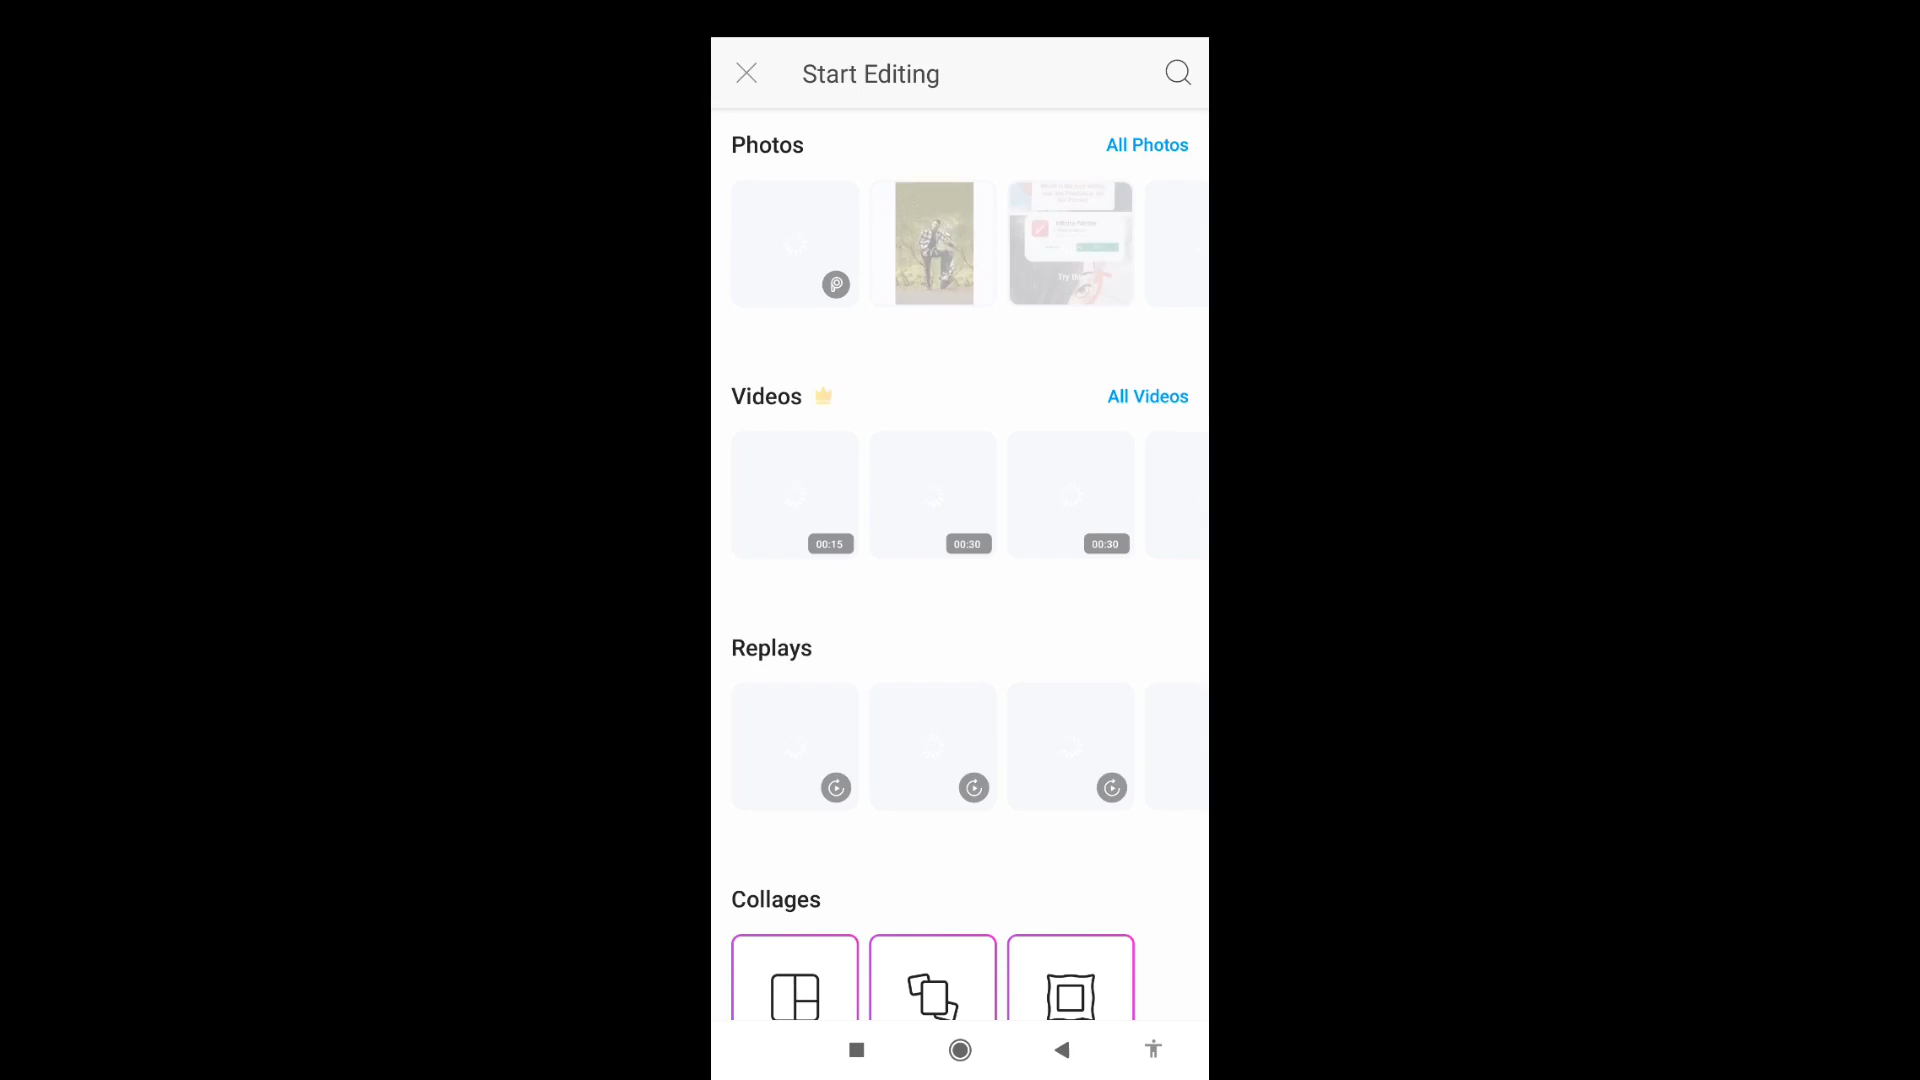 Start Editing
Photos
All Photos
Videos
All Videos
00:15
00:30
00:30
Replays
Collages